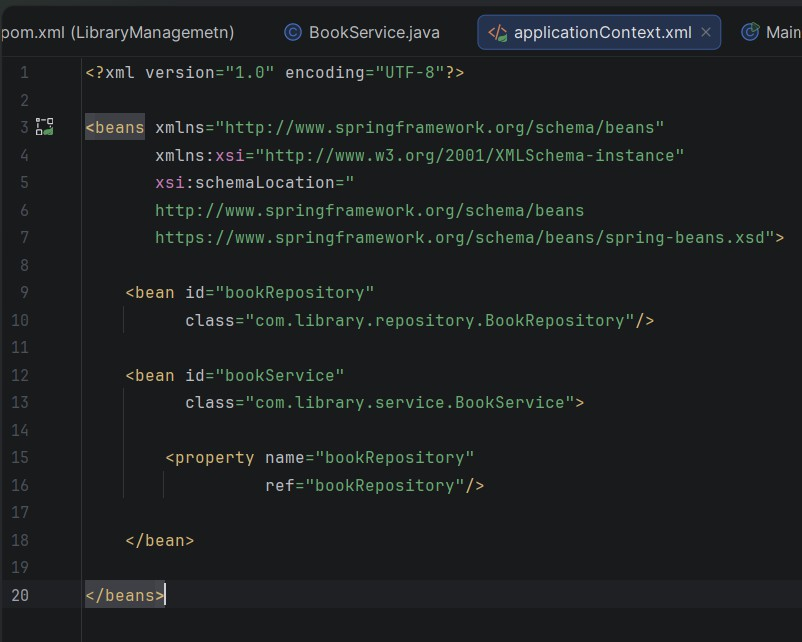 pom.xml (LibraryManagemetn) BookService.java applicationContext.xml Main
1 <?xml version="1.0" encoding="UTF-8"?>
2
3 <beans xmlns="http://www.springframework.org/schema/beans"
4 xmlns:xsi="http://www.w3.org/2001/XMLSchema-instance"
5 xsi:schemaLocation="
6 http://www.springframework.org/schema/beans
7 https://www.springframework.org/schema/beans/spring-beans.xsd">
8
9 <bean id="bookRepository"
10 class="com.library.repository.BookRepository"/>
11
12 <bean id="bookService"
13 class="com.library.service.BookService">
14
15 <property name="bookRepository"
16 ref="bookRepository"/>
17
18 </bean>
19
20 </beans>